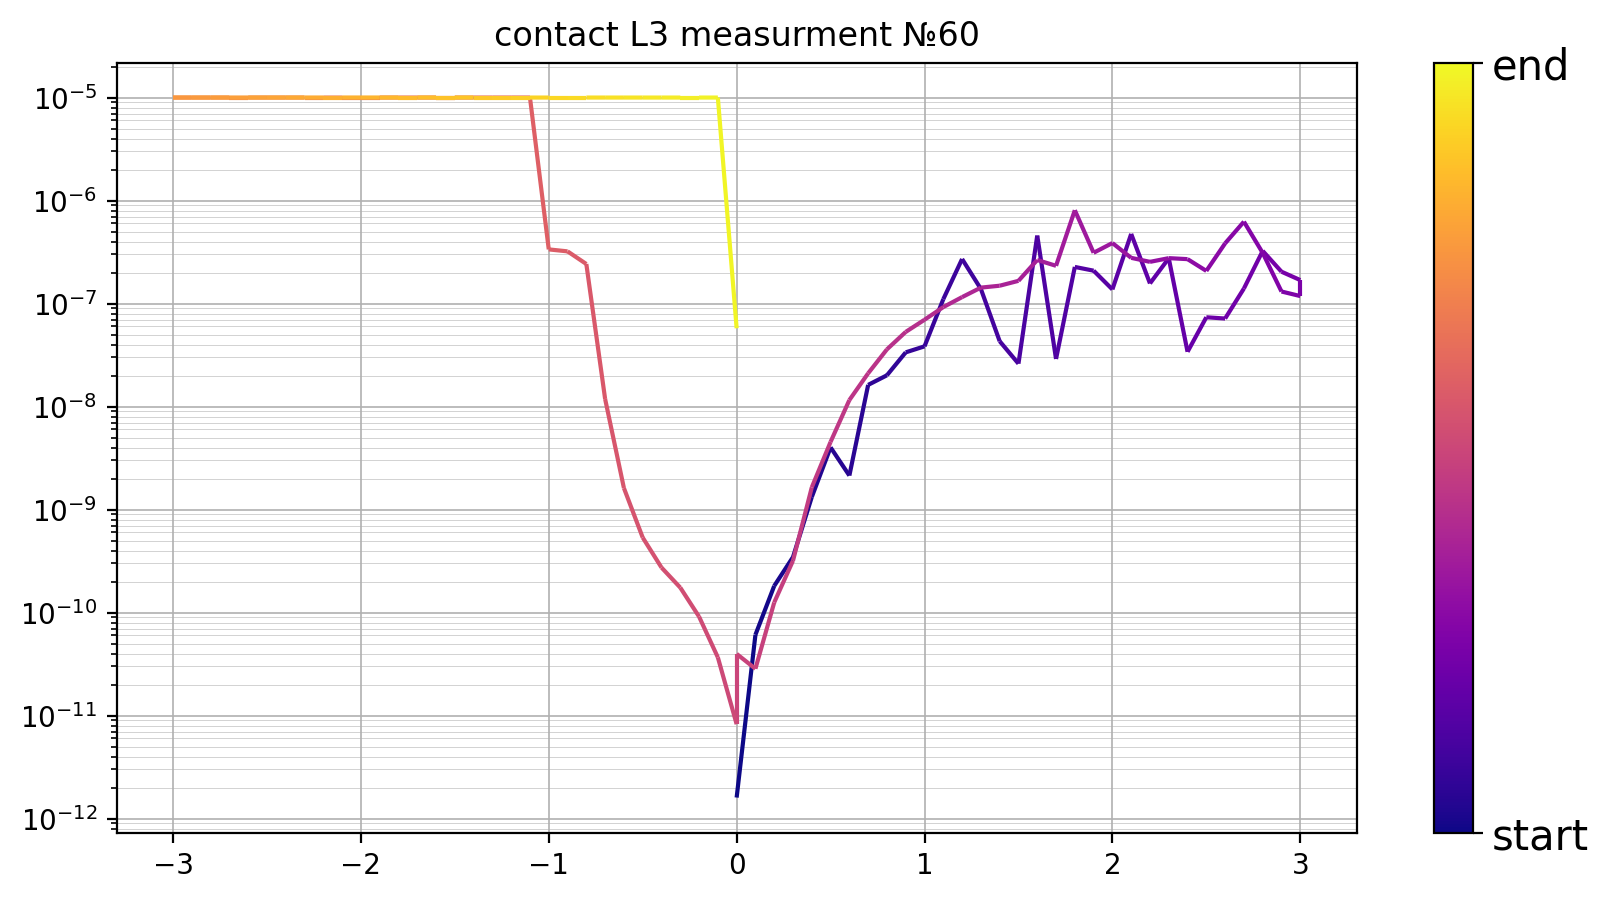 contact L3 measurment №60
10⁻⁵
10⁻⁶
10⁻⁷
10⁻⁸
10⁻⁹
10⁻¹⁰
10⁻¹¹
10⁻¹²
−3 −2 −1 0 1 2 3
end
start